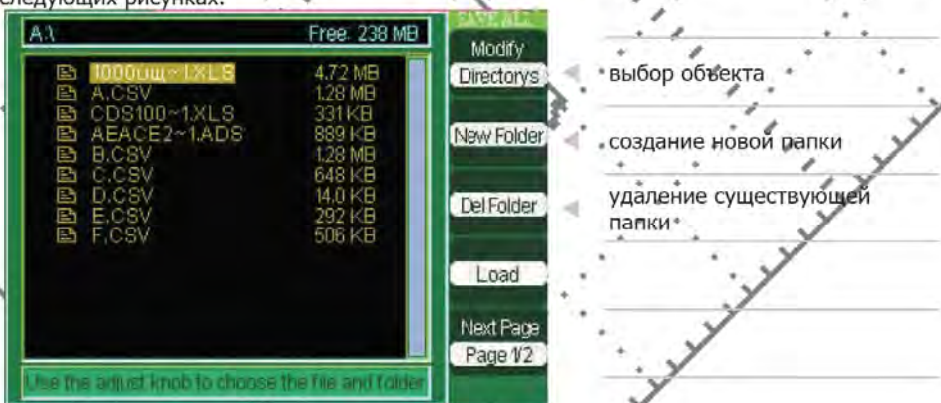 следующих рисунках.
A:\ Free: 238 MB
SAVE ALL
Modify
Directorys
выбор объекта
1000ищ~1.XLS 4.72 MB
A.CSV 1.28 MB
CDS100~1.XLS 331 KB
AEACE2~1.ADS 889 KB
B.CSV 1.28 MB
C.CSV 648 KB
D.CSV 14.0 KB
E.CSV 292 KB
F.CSV 506 KB
New Folder
создание новой папки
Del Folder
удаление существующей
папки
Load
Next Page
Page 1/2
Use the adjust knob to choose the file and folder